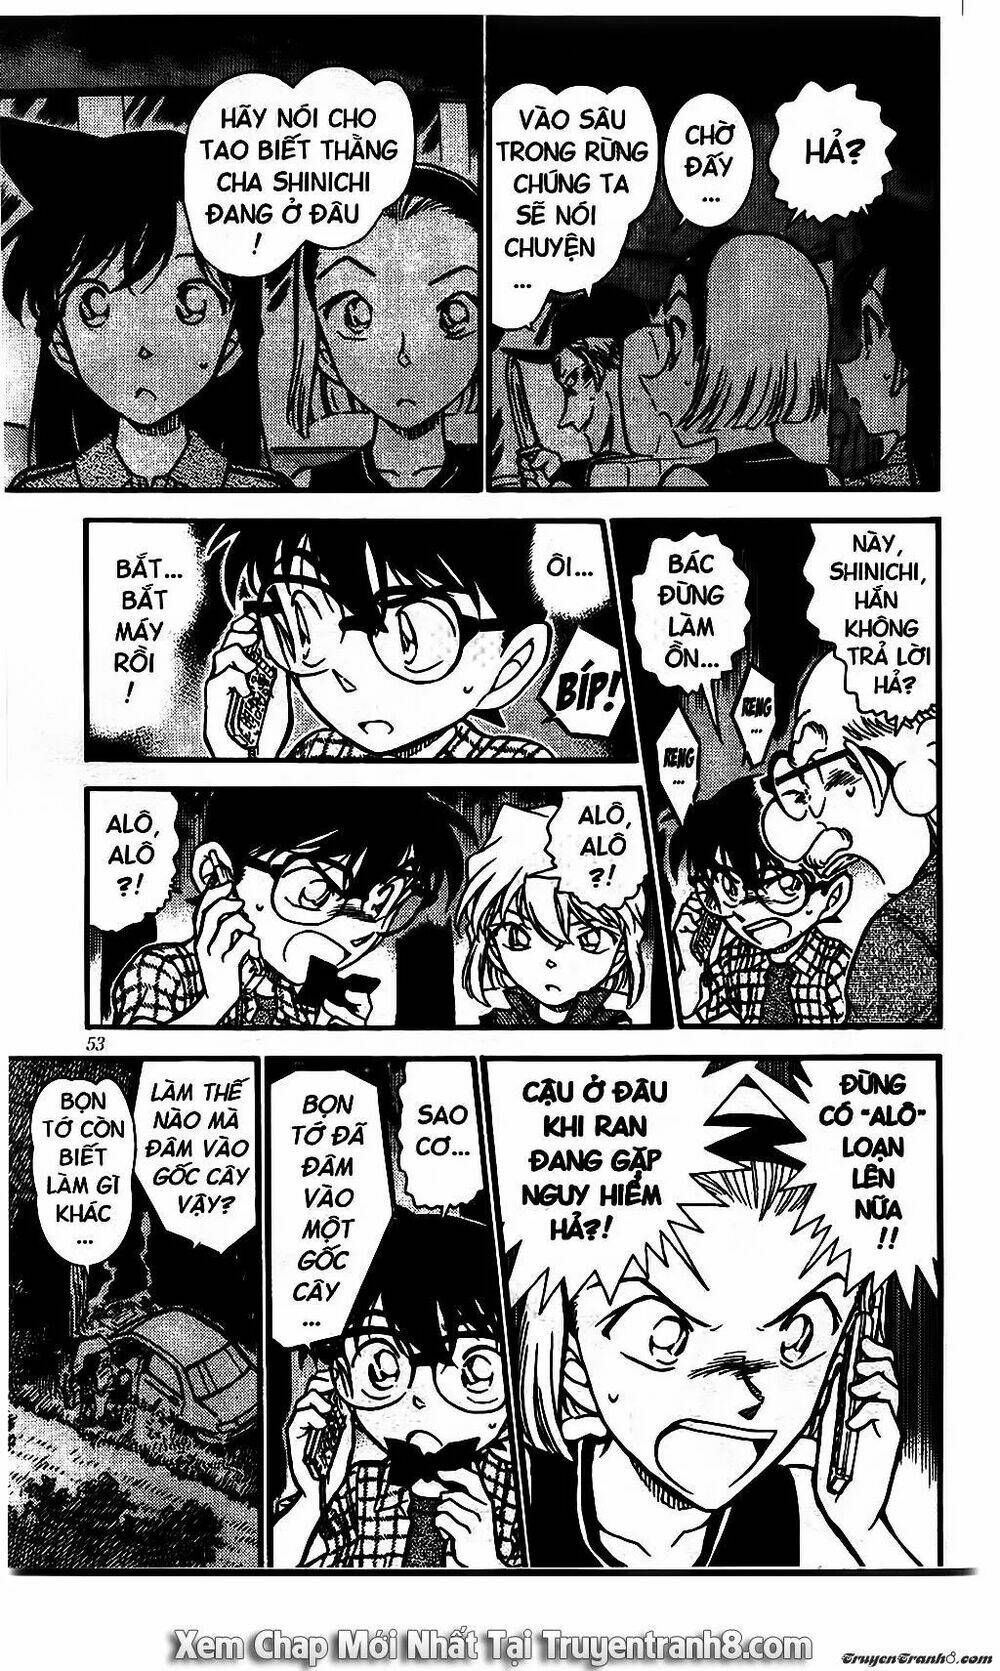 HẢ?
CHỜ
ĐẤY
...
VÀO SÂU
TRONG RỪNG
CHÚNG TA
SẼ NÓI
CHUYỆN
...
HÃY NÓI CHO
TAO BIẾT THẰNG
CHA SHINICHI
ĐANG Ở ĐÂU
!
NÀY,
SHINICHI,
HẮN
KHÔNG
TRẢ LỜI
HẢ?
BÁC
ĐỪNG
LÀM
ỒN...
RENG
...
RENG
...
BÍP!
ÔI...
BẮT...
BẮT
MÁY
RỒI
!
ALÔ,
ALÔ
?!
ALÔ,
ALÔ
?!
53
ĐỪNG
CÓ "ALÔ"
LOẠN
LÊN
NỮA
!!
CẬU Ở ĐÂU
KHI RAN
ĐANG GẶP
NGUY HIỂM
HẢ?!
SAO
CƠ...
BỌN
TỚ ĐÃ
ĐÂM
VÀO
MỘT
GỐC
CÂY
...
LÀM THẾ
NÀO MÀ
ĐÂM VÀO
GỐC CÂY
VẬY?
BỌN
TỚ CÒN
BIẾT
LÀM GÌ
KHÁC
...
Xem Chap Mới Nhất Tại Truyentranh8.com
TruyenTranh8.com